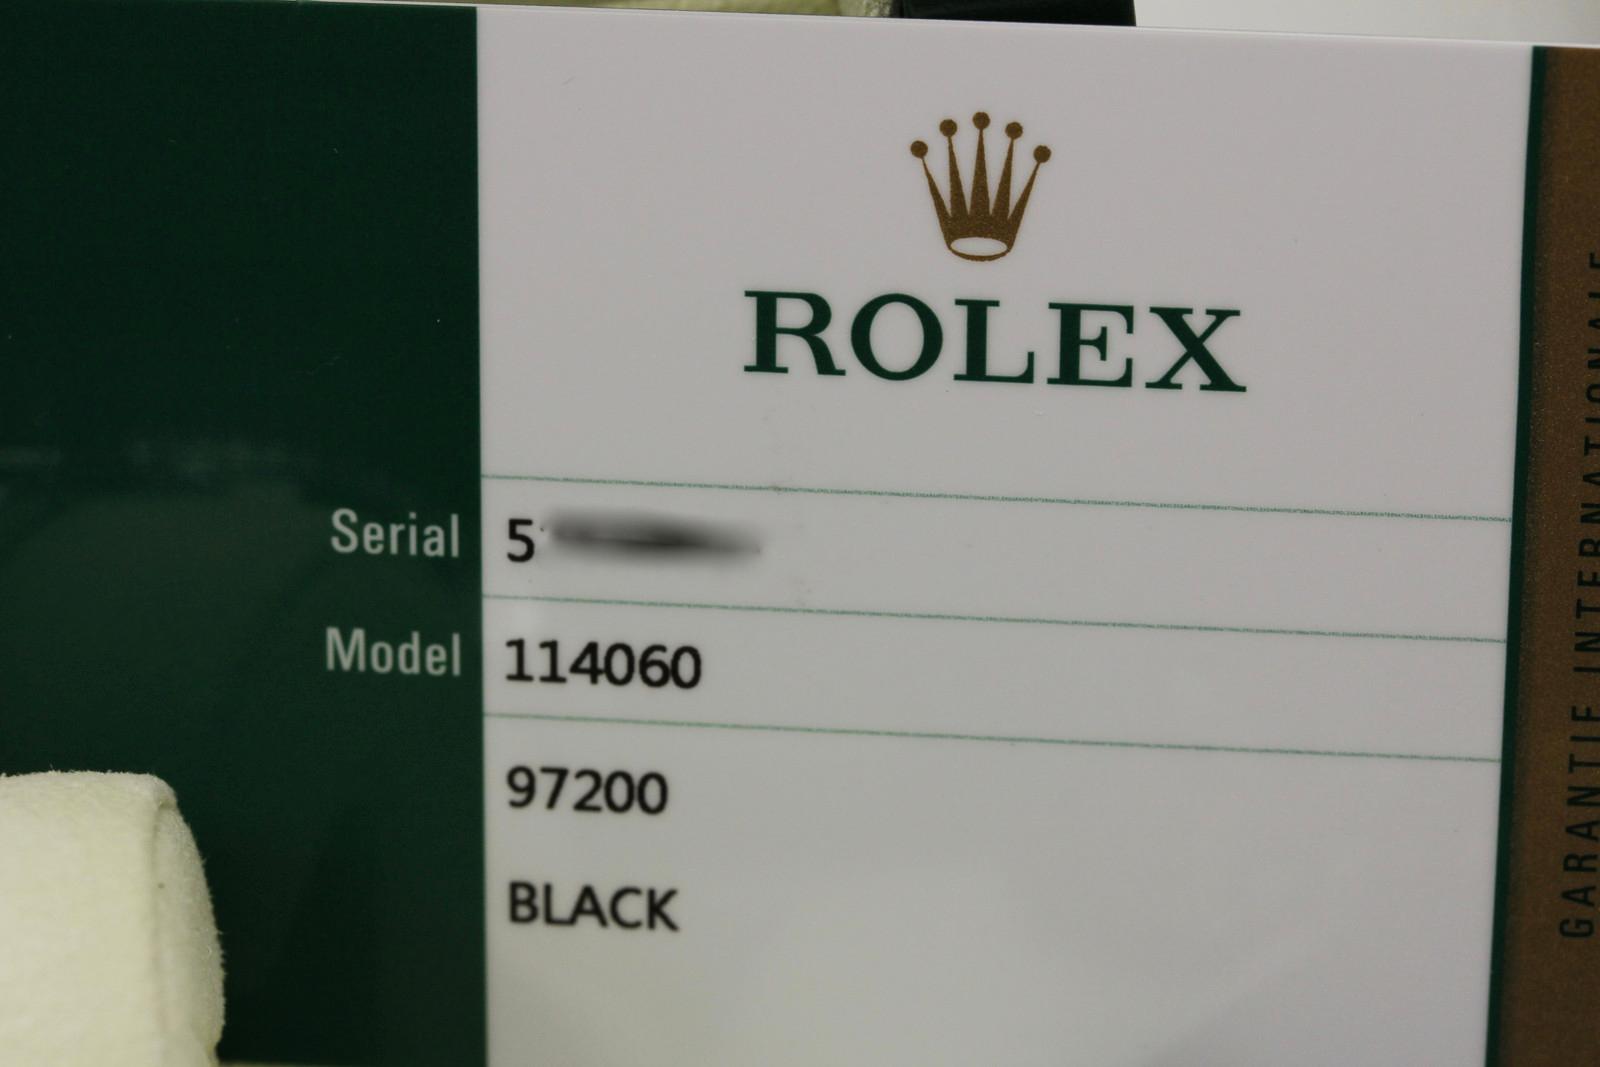 ROLEX
Serial 5
Model 114060
97200
BLACK
GARANTIE INTERNATIONALE